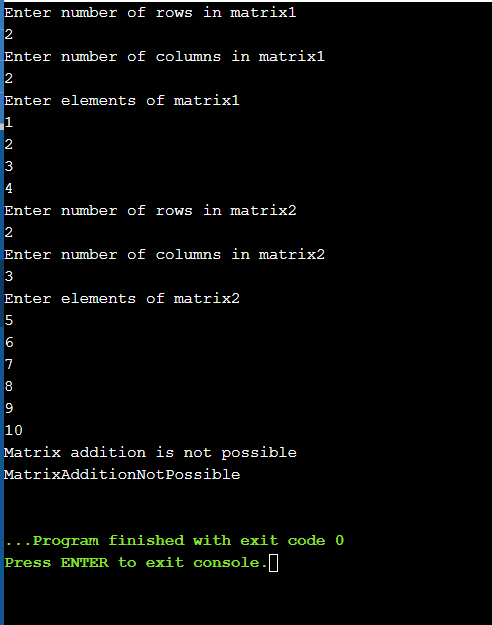 Enter number of rows in matrix1
2
Enter number of columns in matrix1
2
Enter elements of matrix1
1
2
3
4
Enter number of rows in matrix2
2
Enter number of columns in matrix2
3
Enter elements of matrix2
5
6
7
8
9
10
Matrix addition is not possible
MatrixAdditionNotPossible
...Program finished with exit code 0
Press ENTER to exit console.